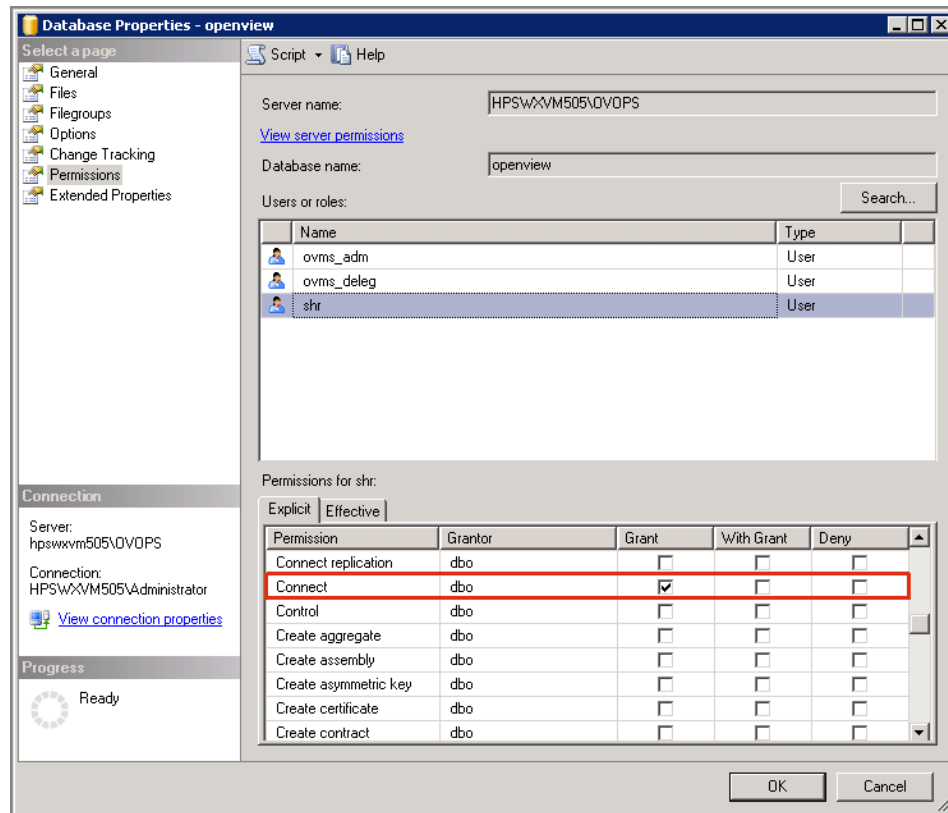 Database Properties - openview
Select a page
General
Files
Filegroups
Options
Change Tracking
Permissions
Extended Properties
Connection
Server:
hpswxvm505\OVOPS
Connection:
HPSWXVM505\Administrator
View connection properties
Progress
Ready
Script Help
Server name: HPSWXVM505\OVOPS
View server permissions
Database name: openview
Users or roles: Search...
Name Type
ovms_adm User
ovms_deleg User
shr User
Permissions for shr:
Explicit Effective
Permission Grantor Grant With Grant Deny
Connect replication dbo
Connect dbo
Control dbo
Create aggregate dbo
Create assembly dbo
Create asymmetric key dbo
Create certificate dbo
Create contract dbo
OK Cancel